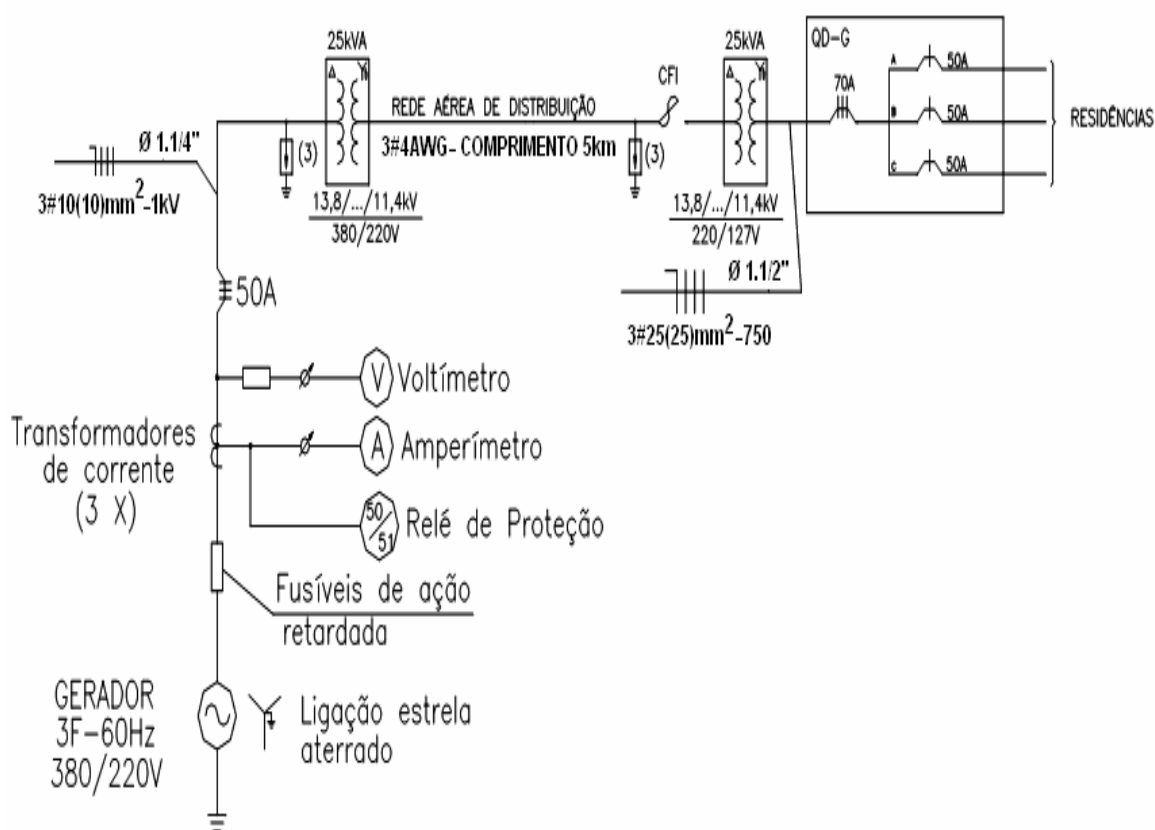 25kVA
25kVA
QD-G
A
50A
70A
CFI
REDE AÉREA DE DISTRIBUIÇÃO
B
50A
RESIDÊNCIAS
Ø 1.1/4"
(3)
3#4AWG- COMPRIMENTO 5km
(3)
C
50A
3#10(10)mm²-1kV
13,8/.../11,4kV
380/220V
13,8/.../11,4kV
220/127V
Ø 1.1/2"
50A
3#25(25)mm²-750
V
Voltímetro
Transformadores
de corrente
(3 X)
A
Amperímetro
50/51
Relé de Proteção
Fusíveis de ação
retardada
GERADOR
3F-60Hz
380/220V
Ligação estrela
aterrado